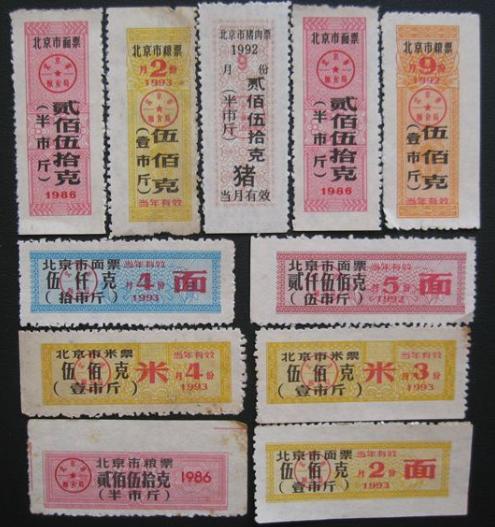 北京市面票
贰佰伍拾克
(半市斤)
1986
北京市粮票
2
月 份
1993
伍佰克
(壹市斤)
当年有效
北京市猪肉票
1992
9
月 份
贰佰伍拾克
(半市斤)
猪
当月有效
北京市面票
贰佰伍拾克
(半市斤)
1986
北京市粮票
9
月 份
1992
伍佰克
(壹市斤)
当年有效
北京市面票 当年有效
伍仟克 月4份 面
(拾市斤) 1993
北京市面票 当年有效
贰仟伍佰克 月5份 面
(伍市斤) 1992
北京市米票 当年有效
伍佰克 米 月4份
(壹市斤) 1993
北京市米票 当年有效
伍佰克 米 月3份
(壹市斤) 1993
北京市粮票
贰佰伍拾克 1986
(半市斤)
北京市面票 当年有效
伍佰克 月2份 面
(壹市斤) 1993